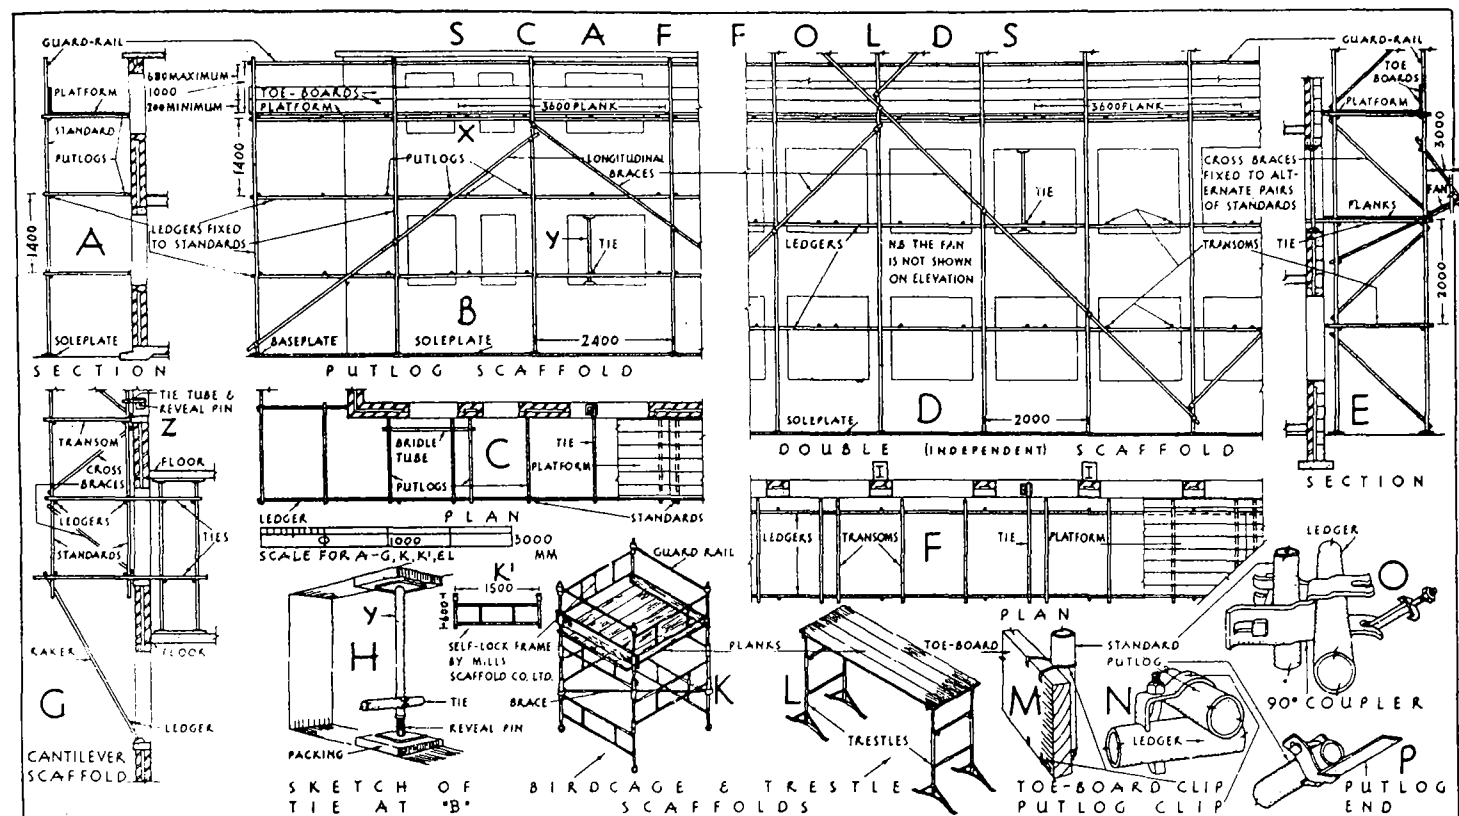 SCAFFOLDS
GUARD-RAIL
PLATFORM
STANDARD
PUTLOGS
1400
A
SOLEPLATE
SECTION
680 MAXIMUM
1000
200 MINIMUM
TOE-BOARDS
PLATFORM
3600 PLANK
X
1400
PUTLOGS
LONGITUDINAL
BRACES
LEDGERS FIXED
TO STANDARDS
Y
TIE
B
BASEPLATE
SOLEPLATE
2400
PUTLOG SCAFFOLD
3600 PLANK
TIE
LEDGERS
N.B THE FAN
IS NOT SHOWN
ON ELEVATION
TRANSOMS
D
SOLEPLATE
2000
DOUBLE (INDEPENDENT) SCAFFOLD
GUARD-RAIL
TOE
BOARDS
PLATFORM
3000
CROSS BRACES
FIXED TO ALT-
ERNATE PAIRS
OF STANDARDS
FAN
PLANKS
TIE
2000
E
SECTION
TIE TUBE &
REVEAL PIN
Z
TRANSOM
CROSS
BRACES
FLOOR
LEDGERS
TIES
STANDARDS
RAKER
FLOOR
G
LEDGER
CANTILEVER
SCAFFOLD
BRIDLE
TUBE
C
TIE
PLATFORM
PUTLOGS
LEDGER
PLAN
STANDARDS
0
1000
3000
MM
SCALE FOR A-G, K, K', & L
LEDGERS
TRANSOMS
F
TIE
PLATFORM
PLAN
Y
H
TIE
REVEAL PIN
PACKING
SKETCH OF
TIE AT "B"
K'
1500
600
SELF-LOCK FRAME
BY MILLS
SCAFFOLD CO. LTD.
GUARD RAIL
PLANKS
BRACE
K
L
TRESTLES
BIRDCAGE & TRESTLE
SCAFFOLDS
TOE-BOARD
STANDARD
PUTLOG
M
N
LEDGER
TOE-BOARD CLIP
PUTLOG CLIP
LEDGER
O
90° COUPLER
P
PUTLOG
END